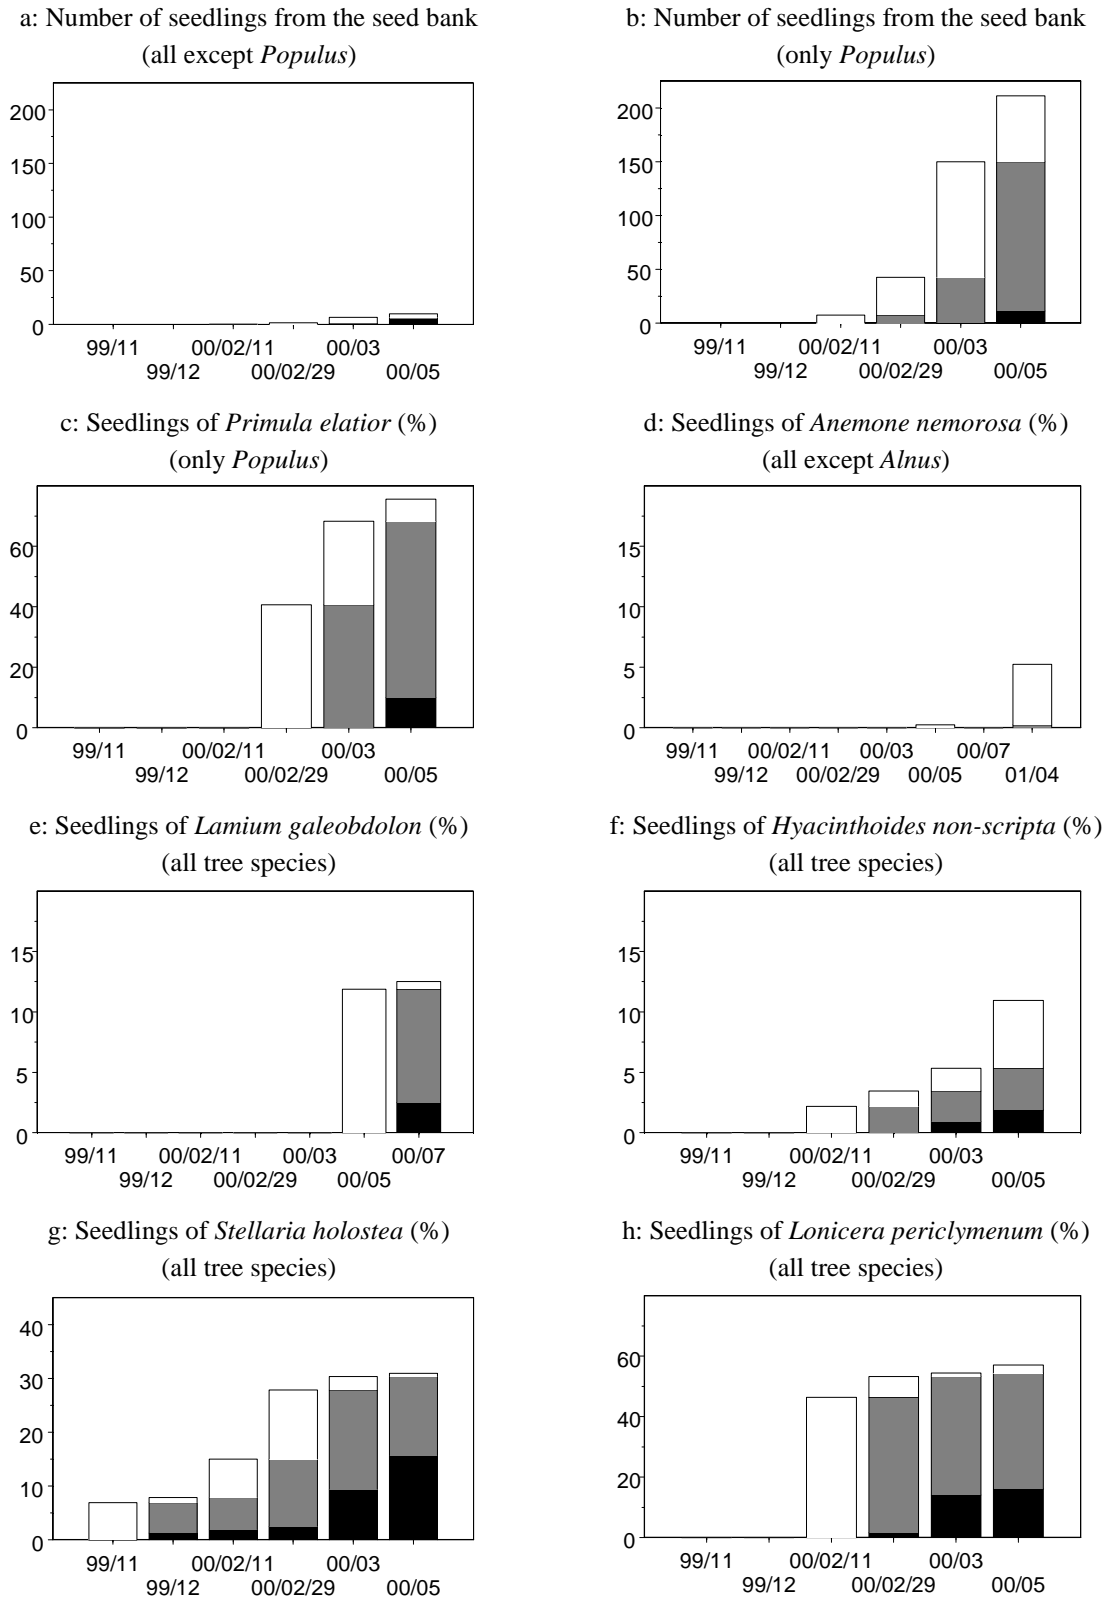 a: Number of seedlings from the seed bank
(all except Populus)
200
150
100
50
0
99/11 00/02/11 00/03
99/12 00/02/29 00/05
b: Number of seedlings from the seed bank
(only Populus)
200
150
100
50
0
99/11 00/02/11 00/03
99/12 00/02/29 00/05
c: Seedlings of Primula elatior (%)
(only Populus)
60
40
20
0
99/11 00/02/11 00/03
99/12 00/02/29 00/05
d: Seedlings of Anemone nemorosa (%)
(all except Alnus)
15
10
5
0
99/11 00/02/11 00/03 00/07
99/12 00/02/29 00/05 01/04
e: Seedlings of Lamium galeobdolon (%)
(all tree species)
15
10
5
0
99/11 00/02/11 00/03 00/07
99/12 00/02/29 00/05
f: Seedlings of Hyacinthoides non-scripta (%)
(all tree species)
15
10
5
0
99/11 00/02/11 00/03
99/12 00/02/29 00/05
g: Seedlings of Stellaria holostea (%)
(all tree species)
40
30
20
10
0
99/11 00/02/11 00/03
99/12 00/02/29 00/05
h: Seedlings of Lonicera periclymenum (%)
(all tree species)
60
40
20
0
99/11 00/02/11 00/03
99/12 00/02/29 00/05